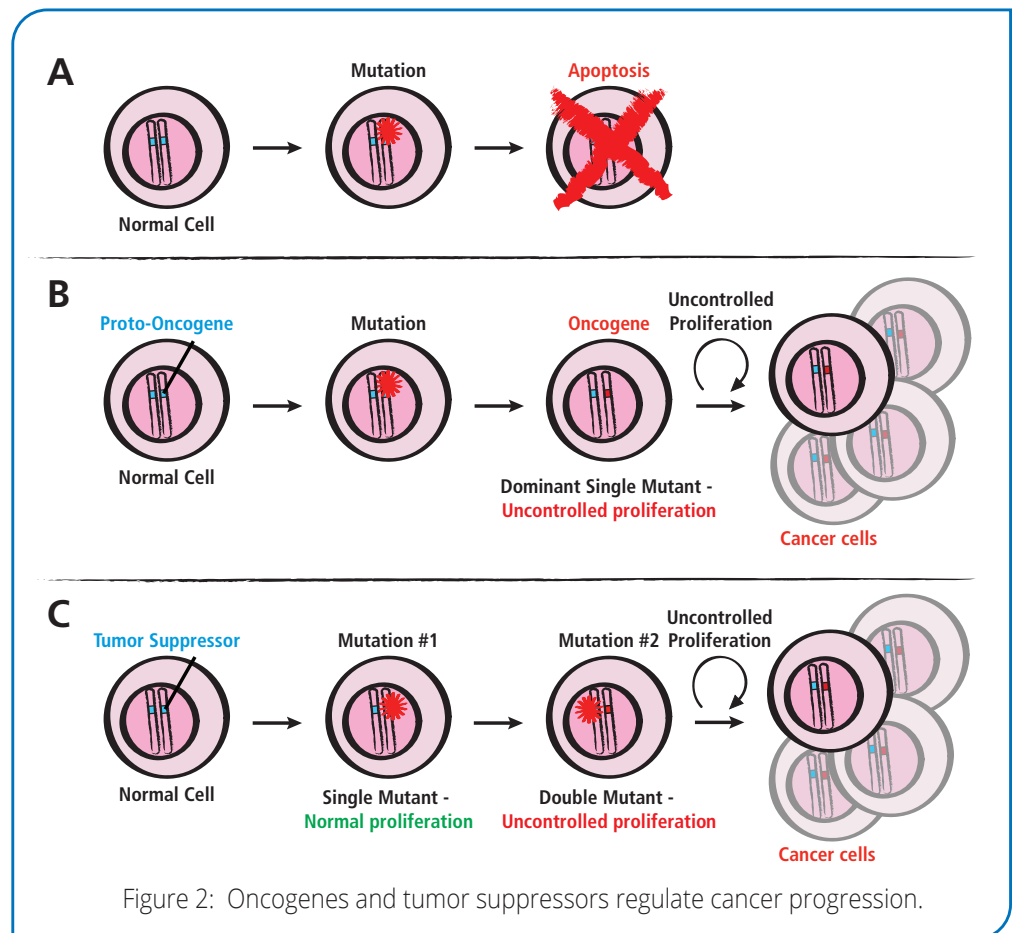 A
Mutation
Apoptosis
Normal Cell
B
Proto-Oncogene
Mutation
Oncogene
Uncontrolled
Proliferation
Normal Cell
Dominant Single Mutant -
Uncontrolled proliferation
Cancer cells
C
Tumor Suppressor
Mutation #1
Mutation #2
Uncontrolled
Proliferation
Normal Cell
Single Mutant -
Normal proliferation
Double Mutant -
Uncontrolled proliferation
Cancer cells
Figure 2: Oncogenes and tumor suppressors regulate cancer progression.